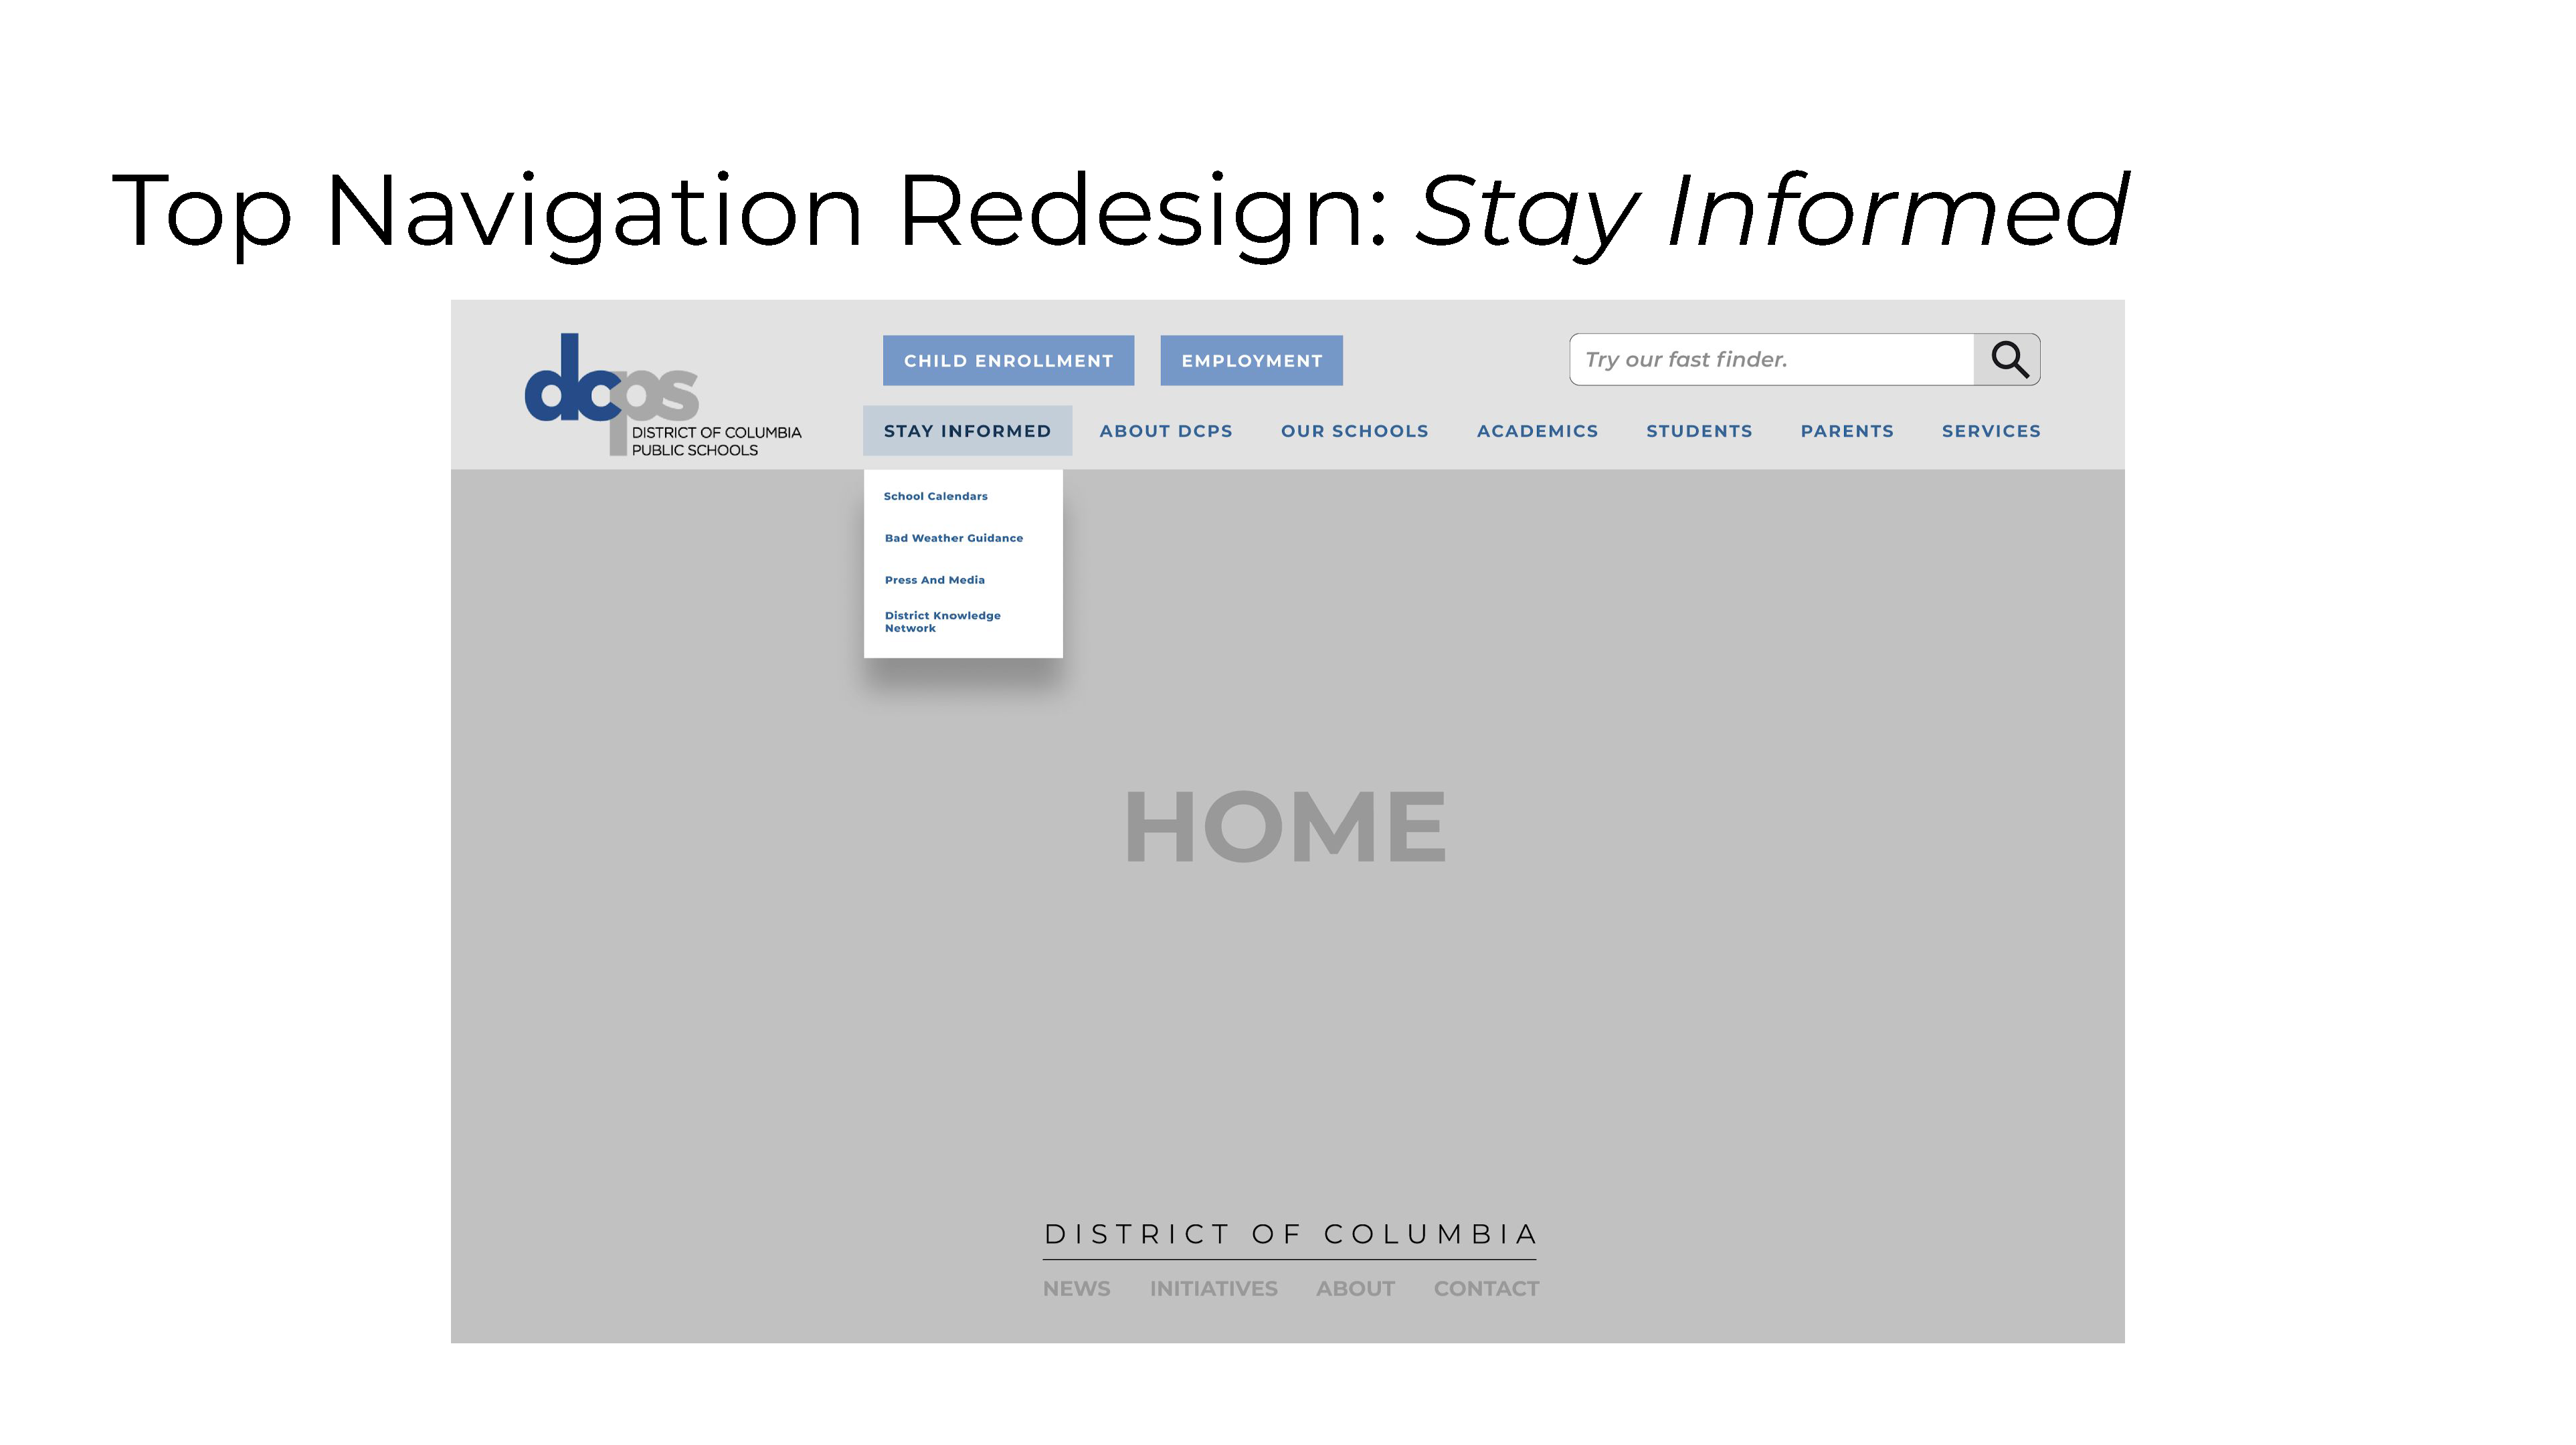 Top Navigation Redesign: Stay Informed
dcps
DISTRICT OF COLUMBIA
PUBLIC SCHOOLS
CHILD ENROLLMENT
EMPLOYMENT
Try our fast finder.
STAY INFORMED ABOUT DCPS OUR SCHOOLS ACADEMICS STUDENTS PARENTS SERVICES
School Calendars
Bad Weather Guidance
Press And Media
District Knowledge
Network
HOME
DISTRICT OF COLUMBIA
NEWS INITIATIVES ABOUT CONTACT